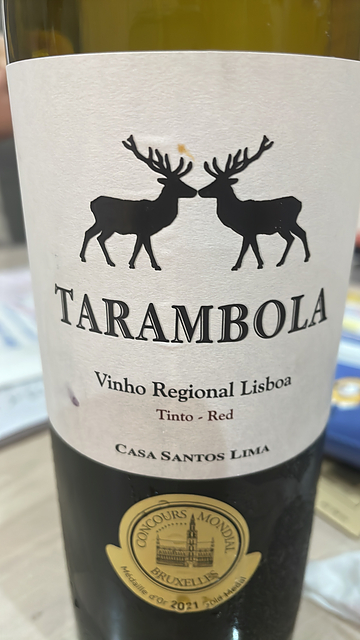 TARAMBOLA
Vinho Regional Lisboa
Tinto - Red
CASA SANTOS LIMA
CONCOURS MONDIAL
BRUXELLES
Médaille d'Or 2021 Gold Medal